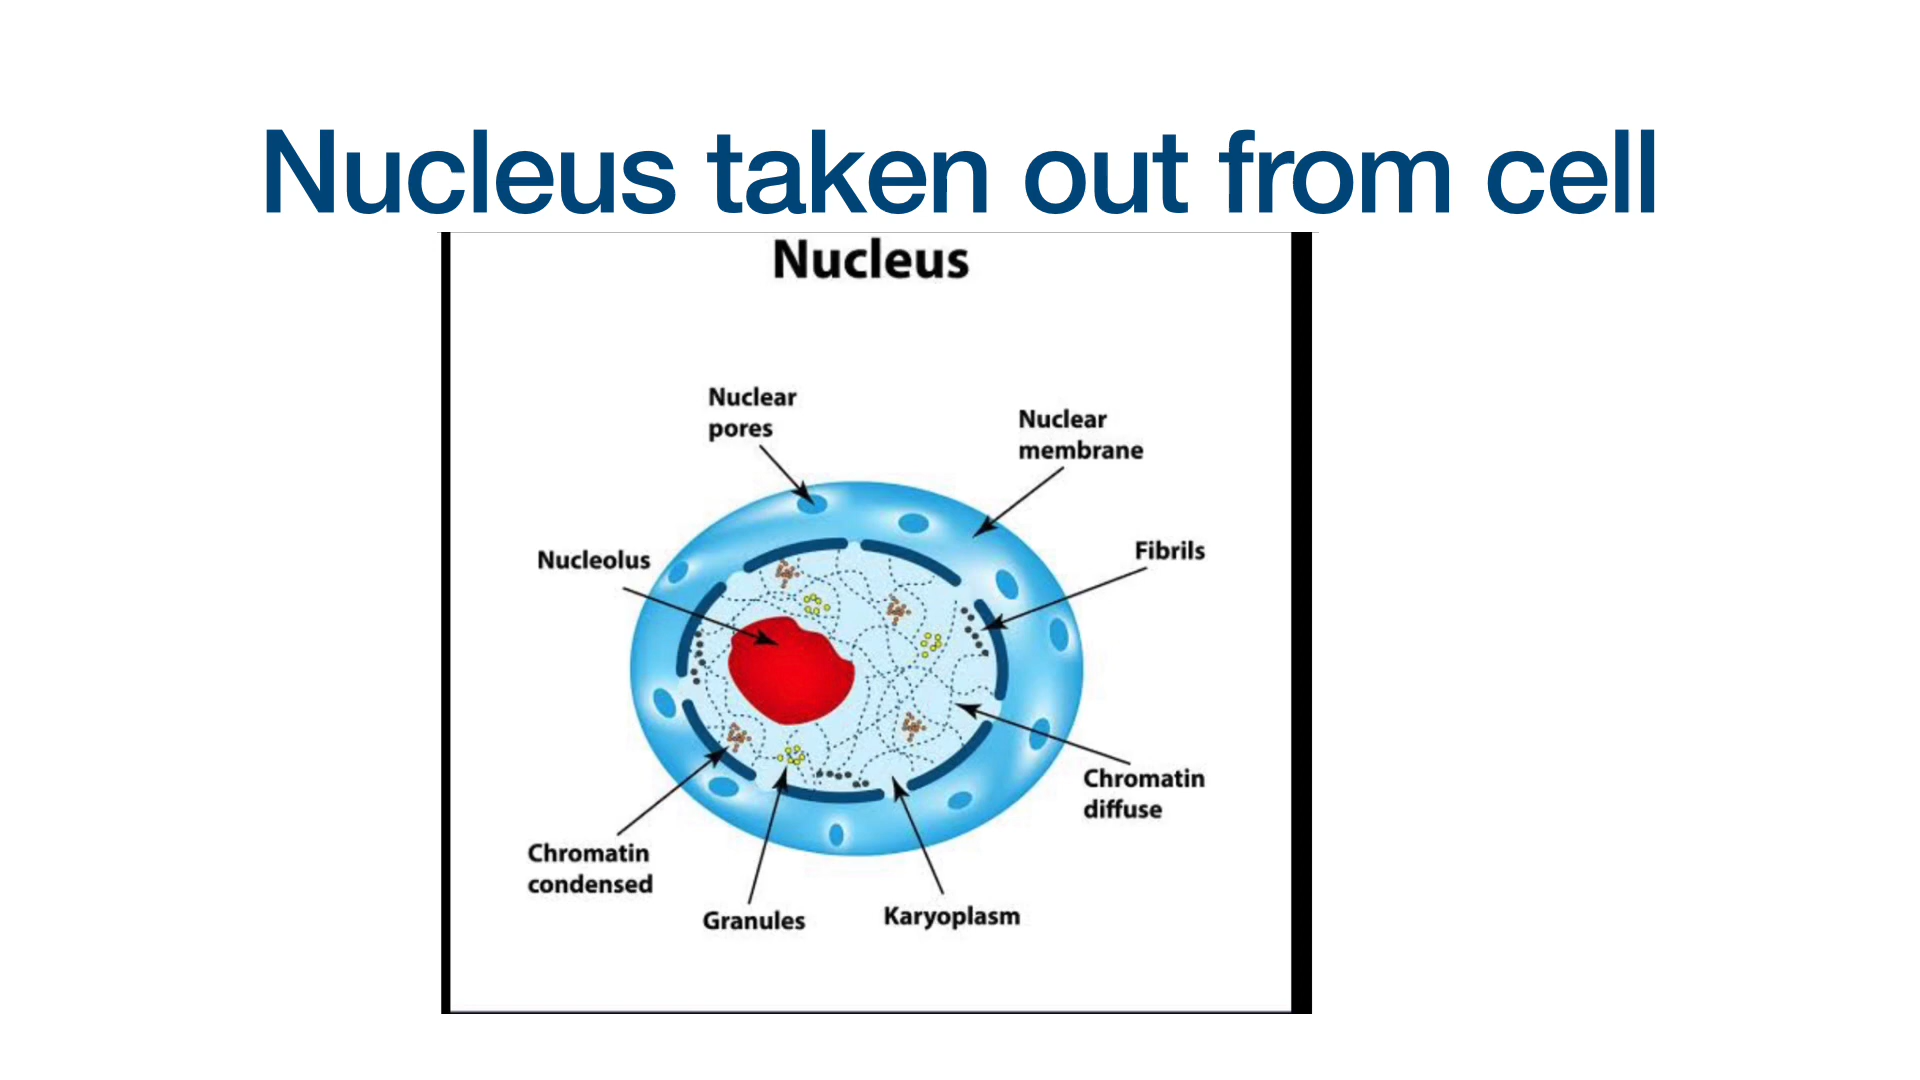 Nucleus taken out from cell
Nucleus
Nuclear
pores
Nuclear
membrane
Nucleolus
Fibrils
Chromatin
diffuse
Chromatin
condensed
Granules
Karyoplasm